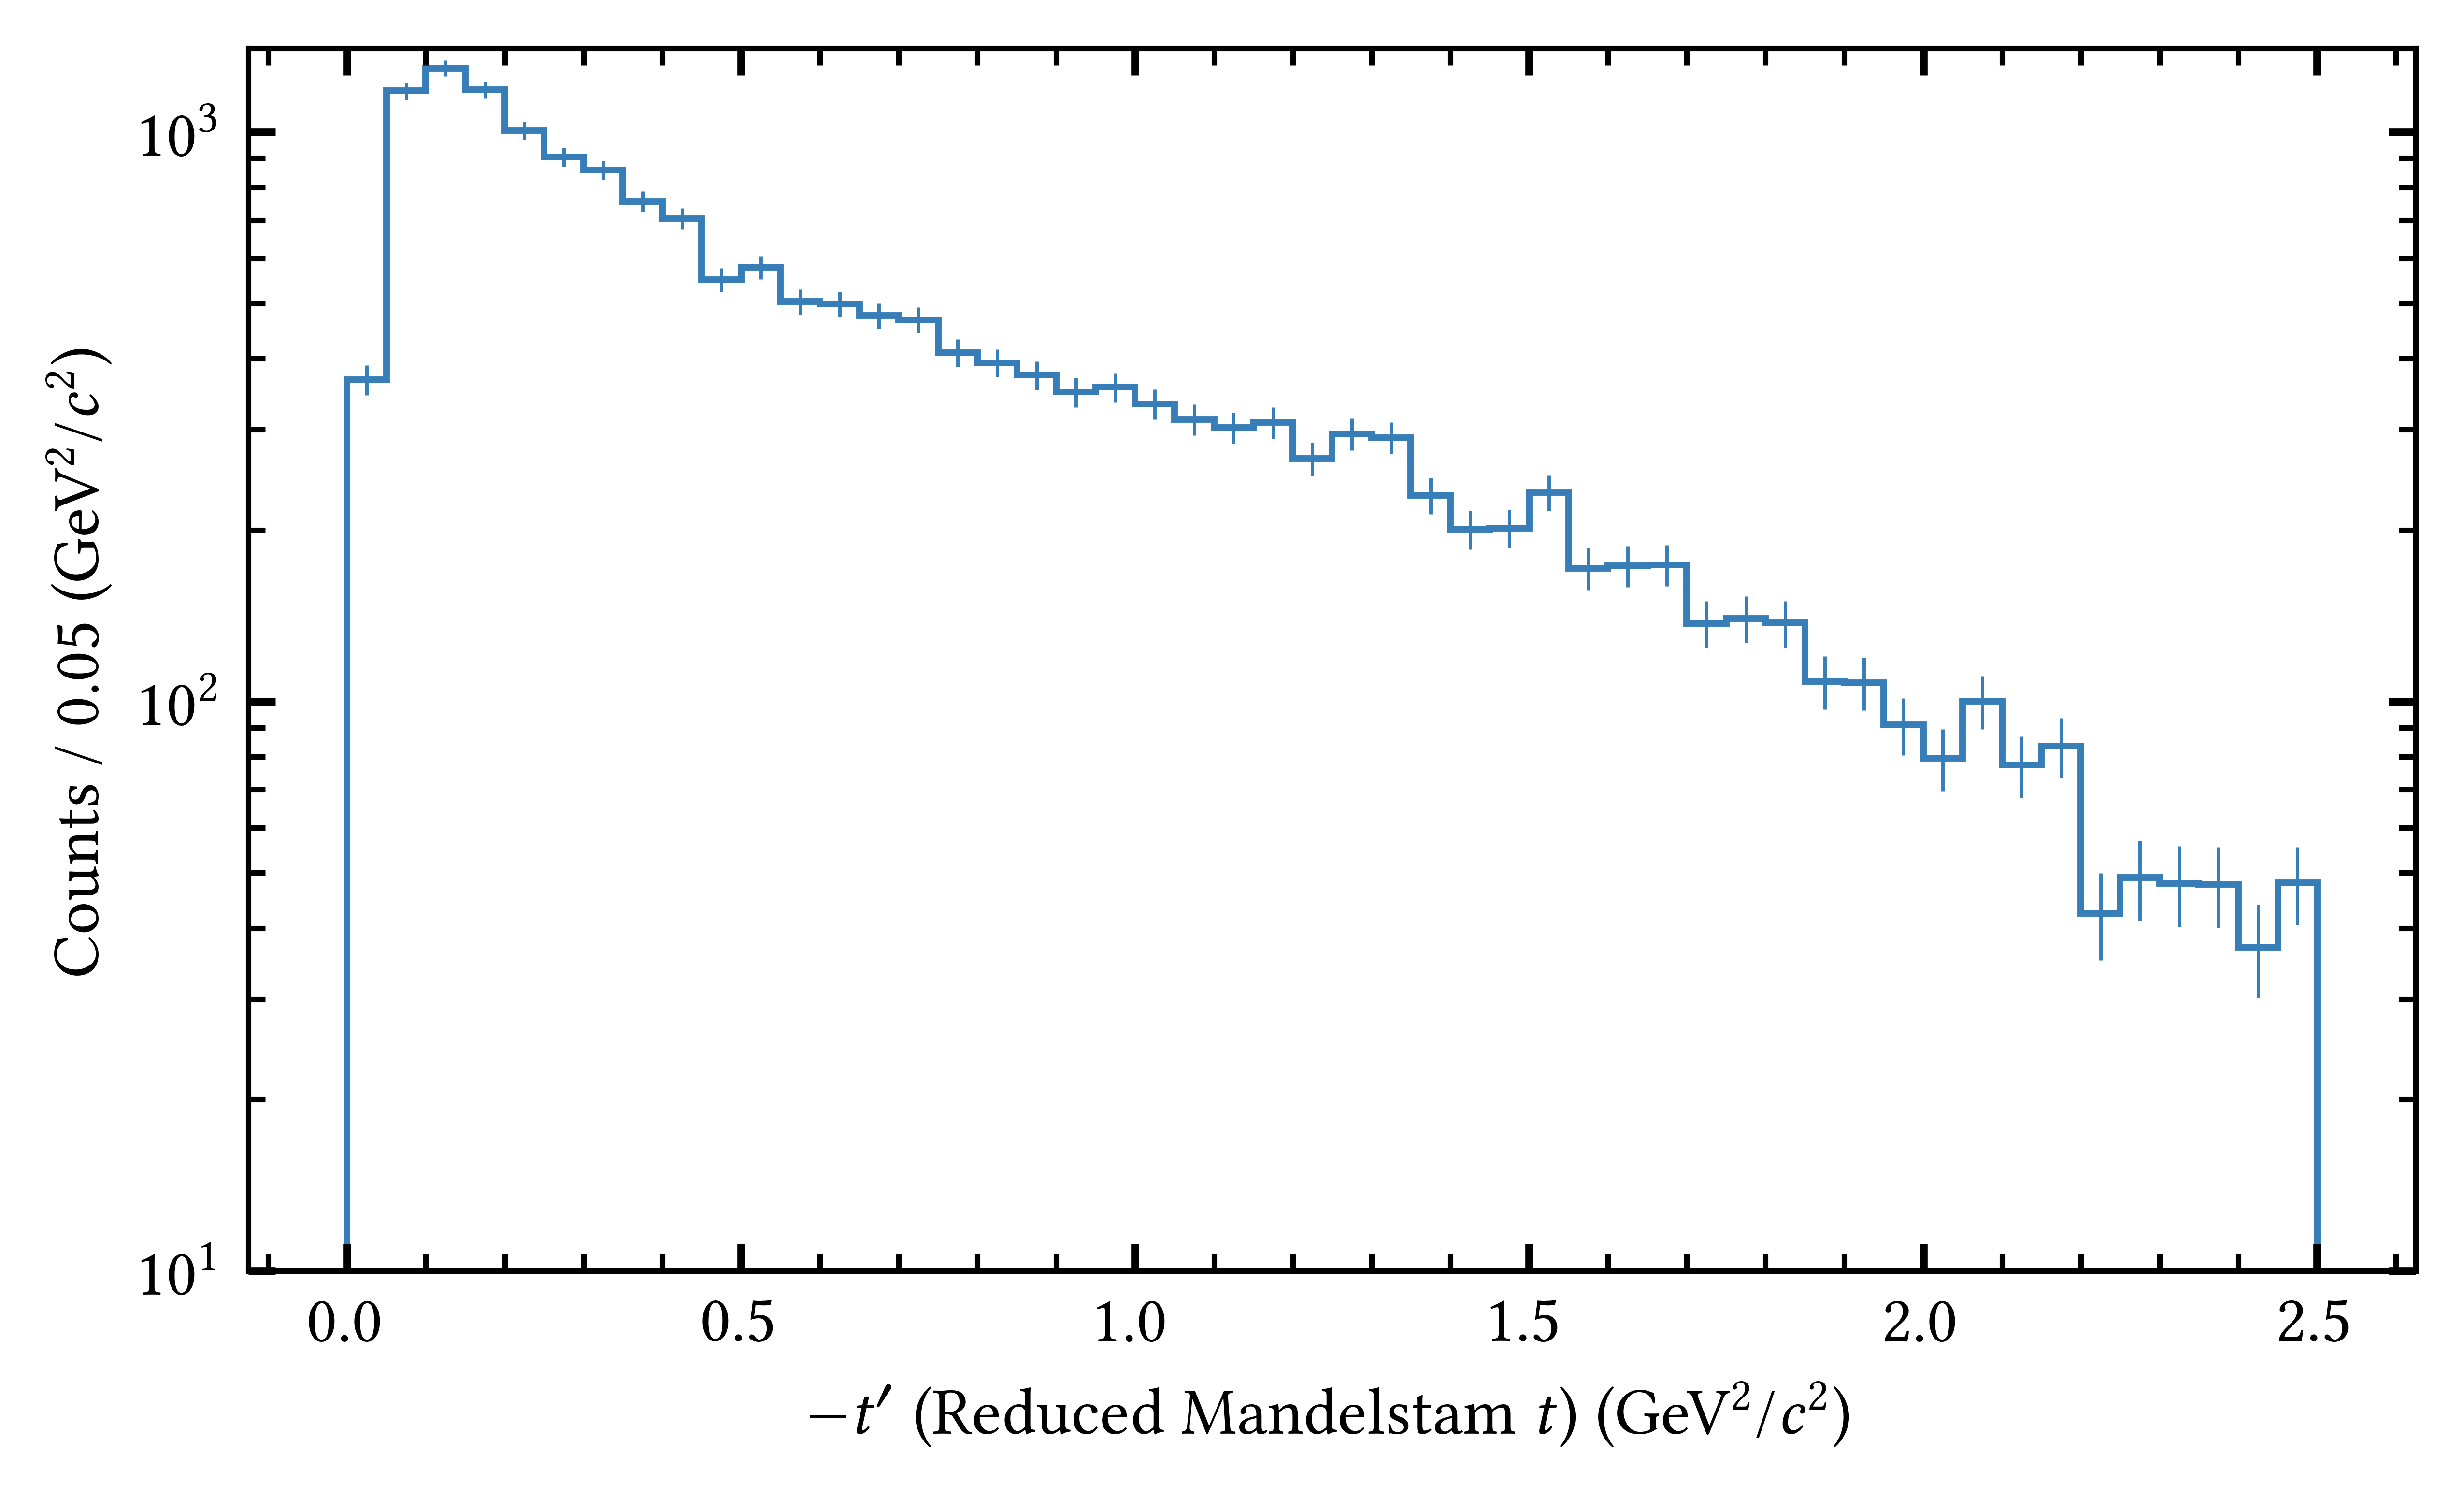 Counts / 0.05 (GeV²/c²)
10³
10²
10¹
0.0 0.5 1.0 1.5 2.0 2.5
−t′ (Reduced Mandelstam t) (GeV²/c²)